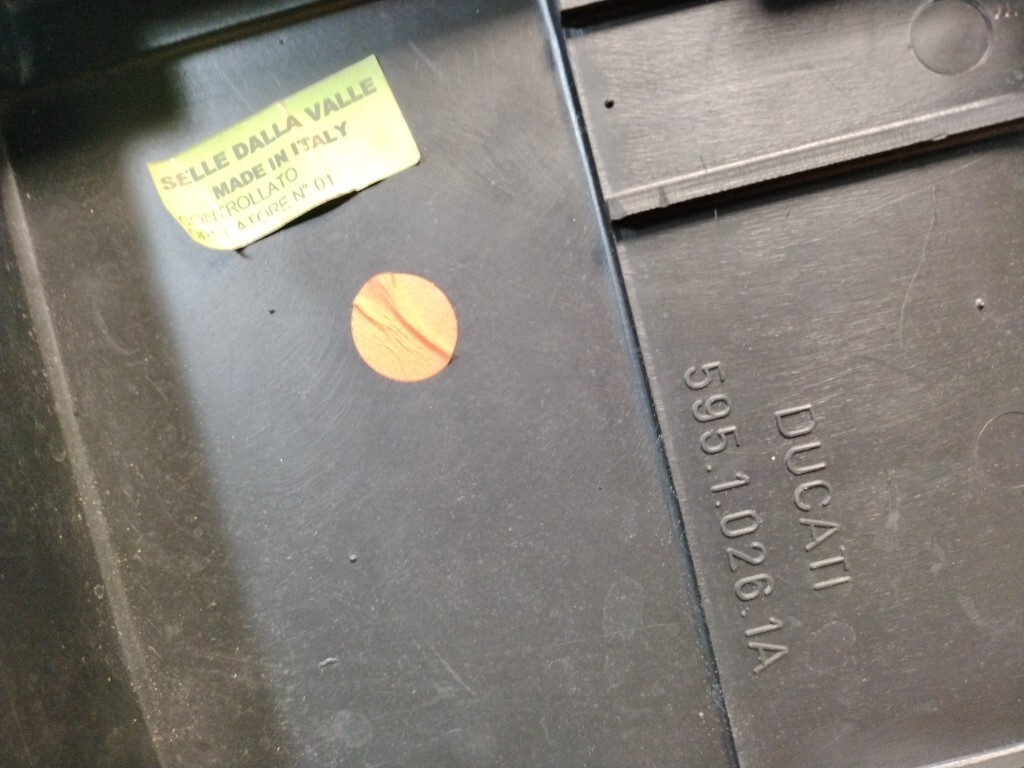 SELLE DALLA VALLE
MADE IN ITALY
CONTROLLATO
N° 01
DUCATI
595.1.026.1A